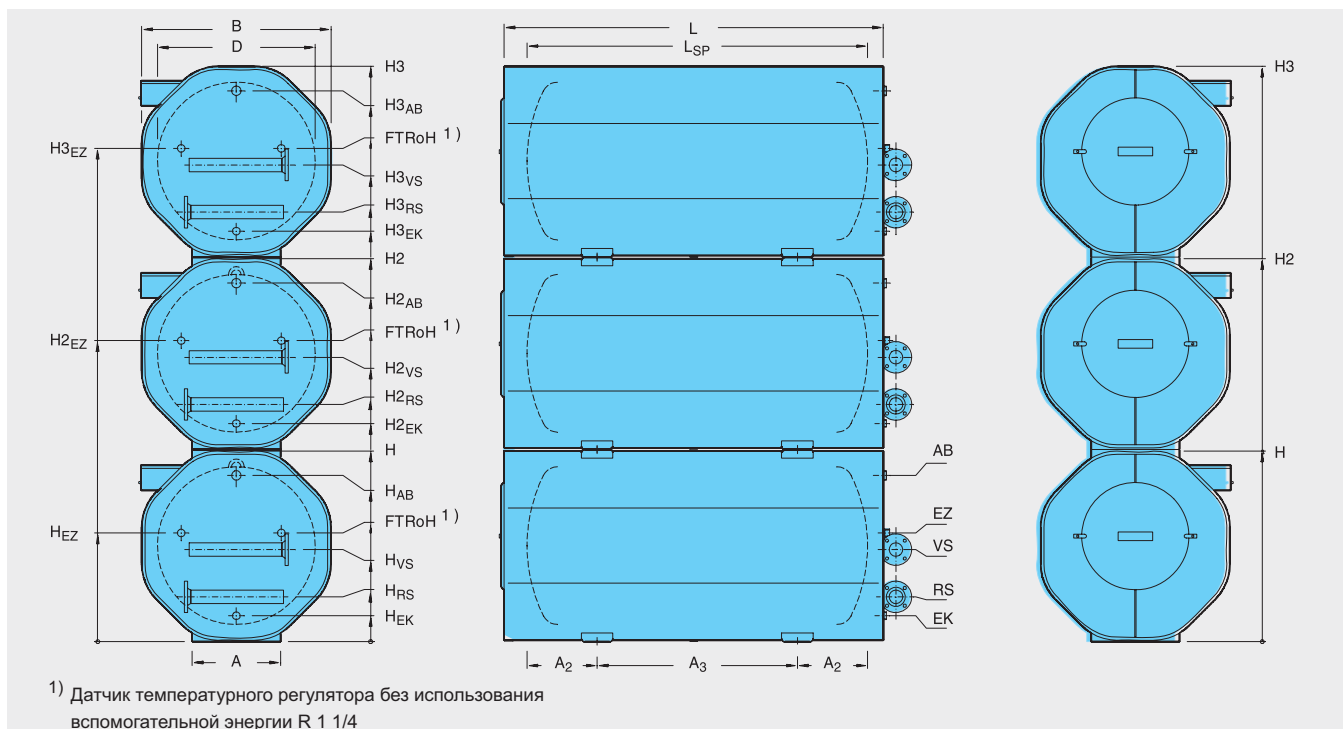 B
D
H3
H3AB
FTRoH 1)
H3EZ
H3VS
H3RS
H3EK
H2
H2AB
FTRoH 1)
H2EZ
H2VS
H2RS
H2EK
H
HAB
FTRoH 1)
HEZ
HVS
HRS
HEK
A
L
LSP
AB
EZ
VS
RS
EK
A2
A3
A2
H3
H2
H
1) Датчик температурного регулятора без использования
вспомогательной энергии R 1 1/4